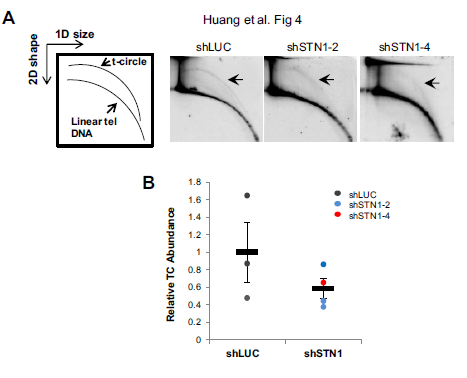 Huang et al. Fig 4
A
1D size
2D shape
t-circle
Linear tel
DNA
shLUC
shSTN1-2
shSTN1-4
B
Relative TC Abundance
1.8
1.6
1.4
1.2
1
0.8
0.6
0.4
0.2
0
shLUC
shSTN1-2
shSTN1-4
shLUC
shSTN1